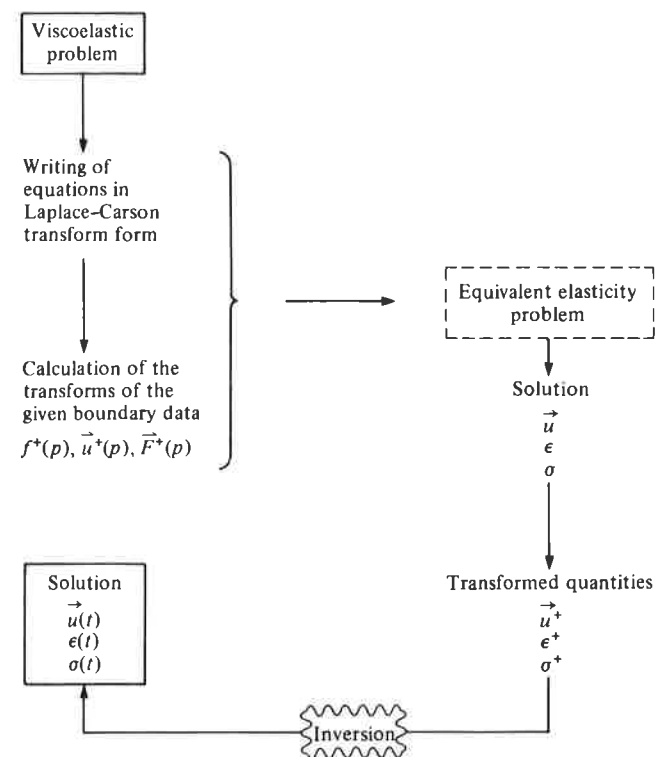 Viscoelastic
problem
Writing of
equations in
Laplace–Carson
transform form
Calculation of the
transforms of the
given boundary data
f⁺(p), u⃗⁺(p), F⃗⁺(p)
Equivalent elasticity
problem
Solution
u⃗
ϵ
σ
Transformed quantities
u⃗⁺
ϵ⁺
σ⁺
Inversion
Solution
u⃗(t)
ϵ(t)
σ(t)